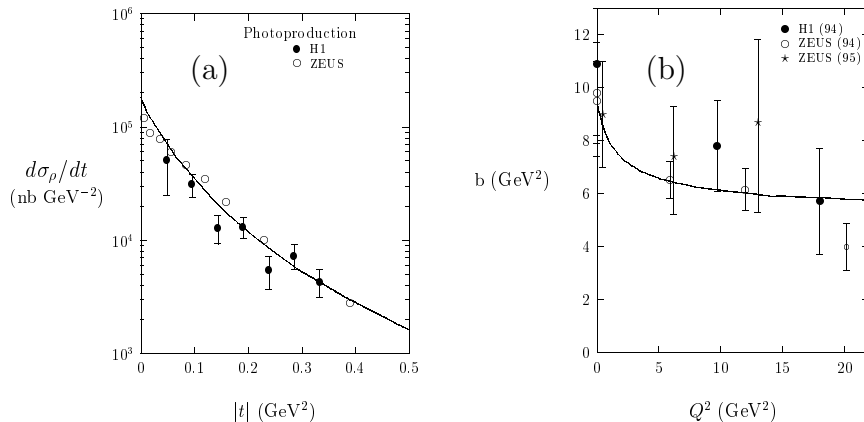 Photoproduction
H1
ZEUS
(a)
10^6
10^5
10^4
10^3
dσ_ρ/dt
(nb GeV^−2)
0 0.1 0.2 0.3 0.4 0.5
|t| (GeV^2)
H1 (94)
ZEUS (94)
ZEUS (95)
(b)
12
10
8
6
4
2
0
b (GeV^2)
0 5 10 15 20
Q^2 (GeV^2)